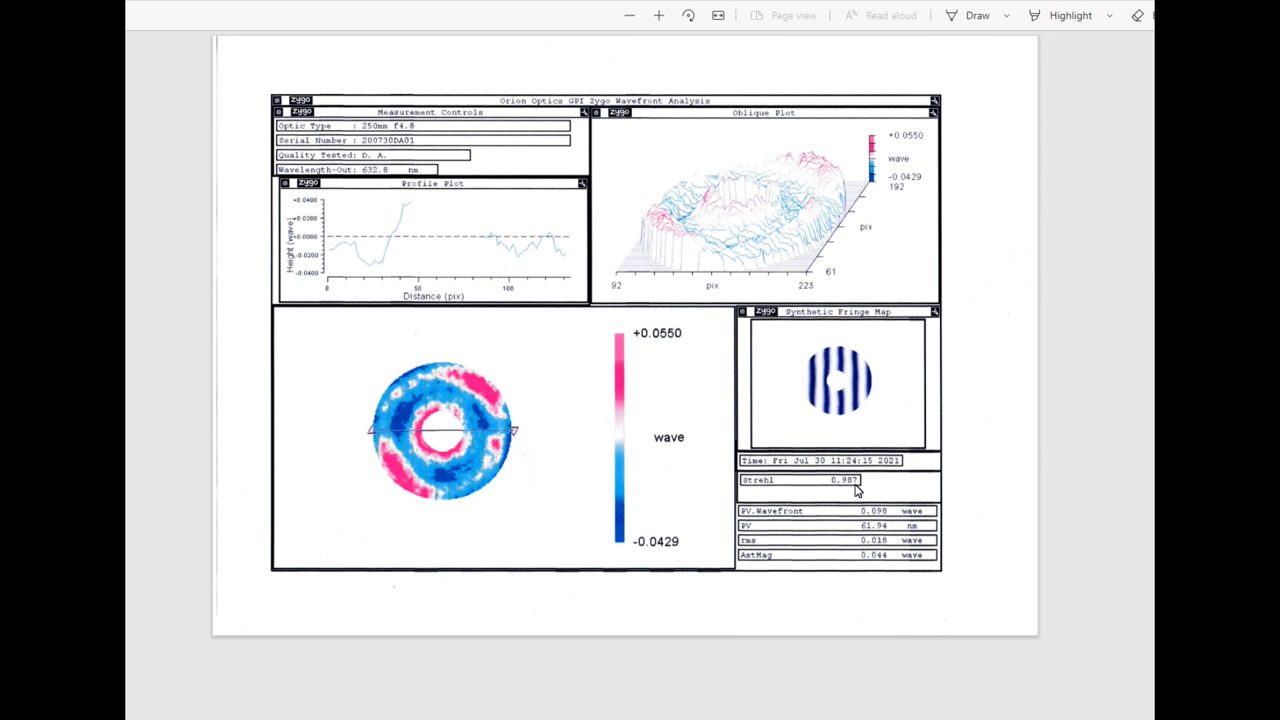 Page view
Read aloud
Draw
Highlight
zygo Orion Optics GPI Zygo Wavefront Analysis
zygo Measurement Controls
Optic Type : 250mm f4.8
Serial Number : 200730DA01
Quality Tested: D. A.
Wavelength-Out: 632.8 nm
zygo Profile Plot
+0.0400
+0.0200
+0.0000
-0.0200
-0.0400
Height (wave)
0 50 100
Distance (pix)
zygo Oblique Plot
+0.0550
wave
-0.0429
192
pix
61
92 pix 223
+0.0550
wave
-0.0429
zygo Synthetic Fringe Map
Time: Fri Jul 30 11:24:15 2021
Strehl 0.987
PV.Wavefront 0.098 wave
PV 61.94 nm
rms 0.018 wave
AstMag 0.044 wave